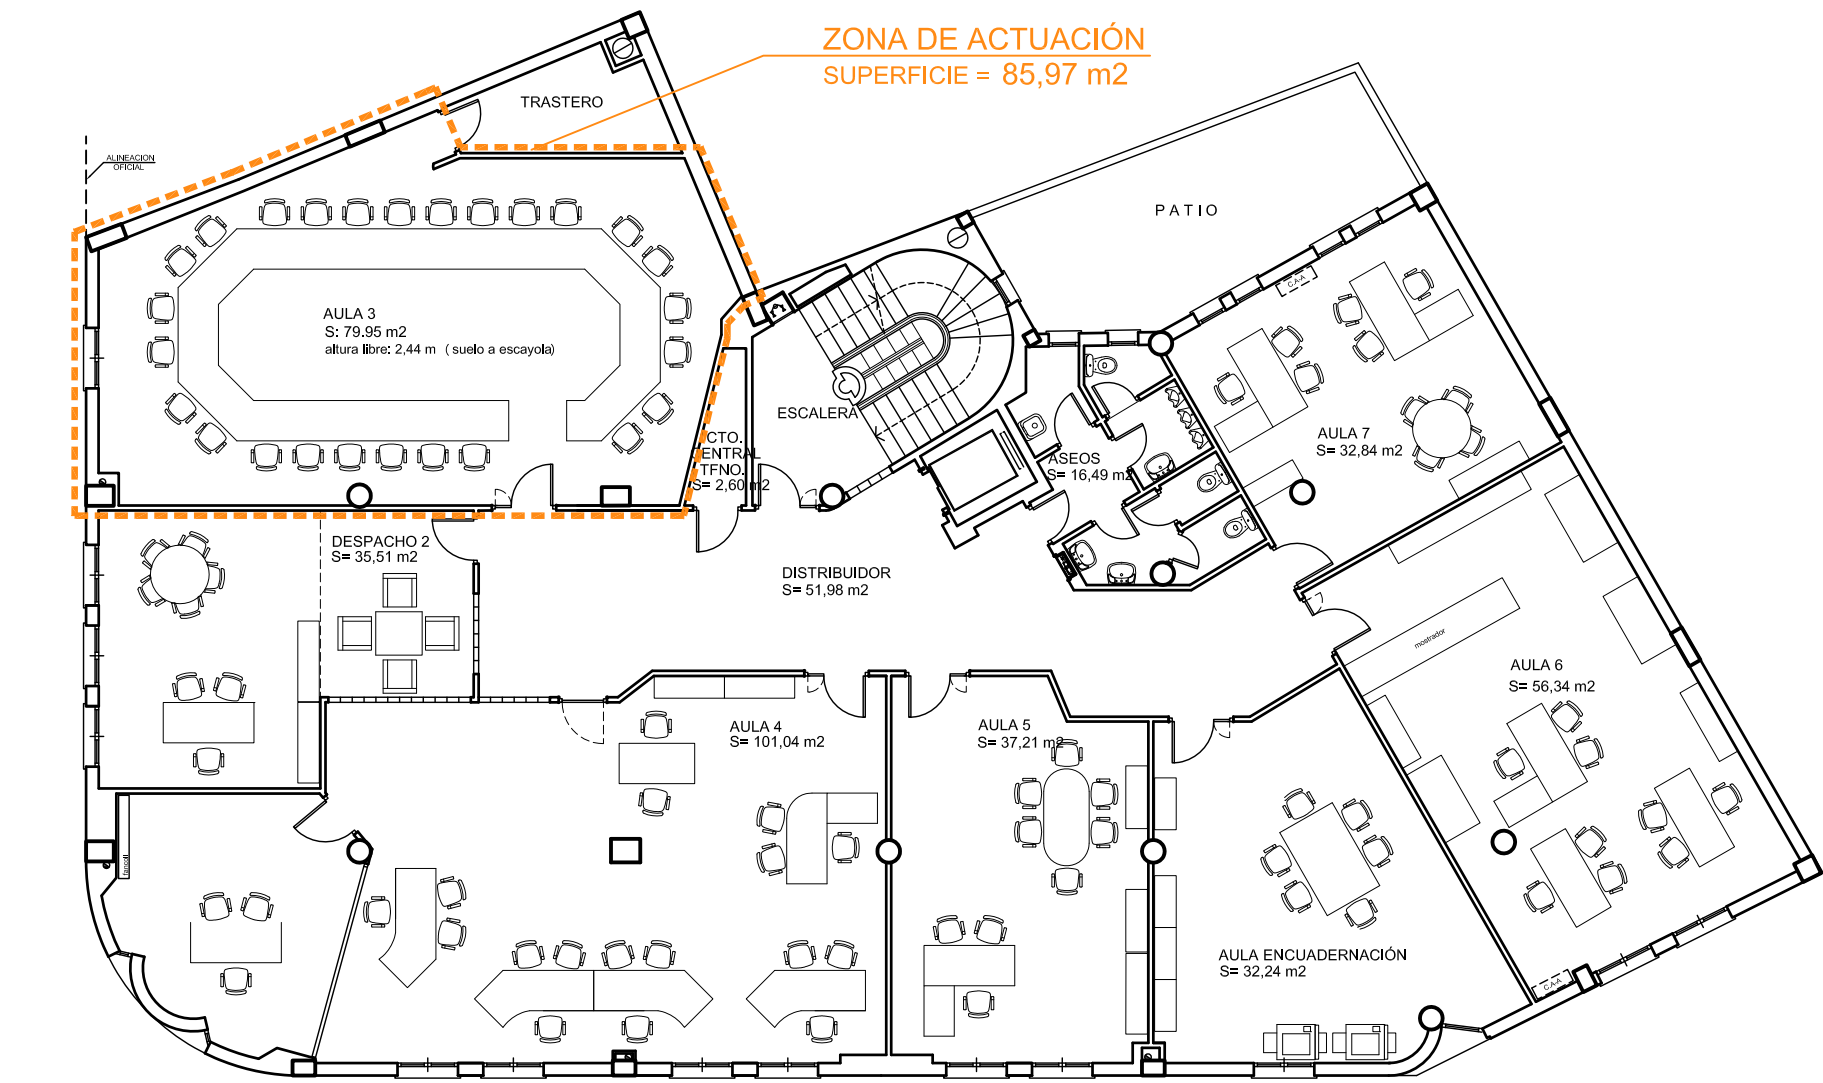 ZONA DE ACTUACIÓN
SUPERFICIE = 85,97 m2
TRASTERO
ALINEACION
OFICIAL
PATIO
C.A-A
AULA 3
S: 79.95 m2
altura libre: 2,44 m ( suelo a escayola)
ESCALERA
CTO.
CENTRAL
TFNO.
S= 2,60 m2
ASEOS
S= 16,49 m2
AULA 7
S= 32,84 m2
DESPACHO 2
S= 35,51 m2
DISTRIBUIDOR
S= 51,98 m2
mostrador
AULA 6
S= 56,34 m2
AULA 4
S= 101,04 m2
AULA 5
S= 37,21 m2
fancoil
AULA ENCUADERNACIÓN
S= 32,24 m2
C.A-A